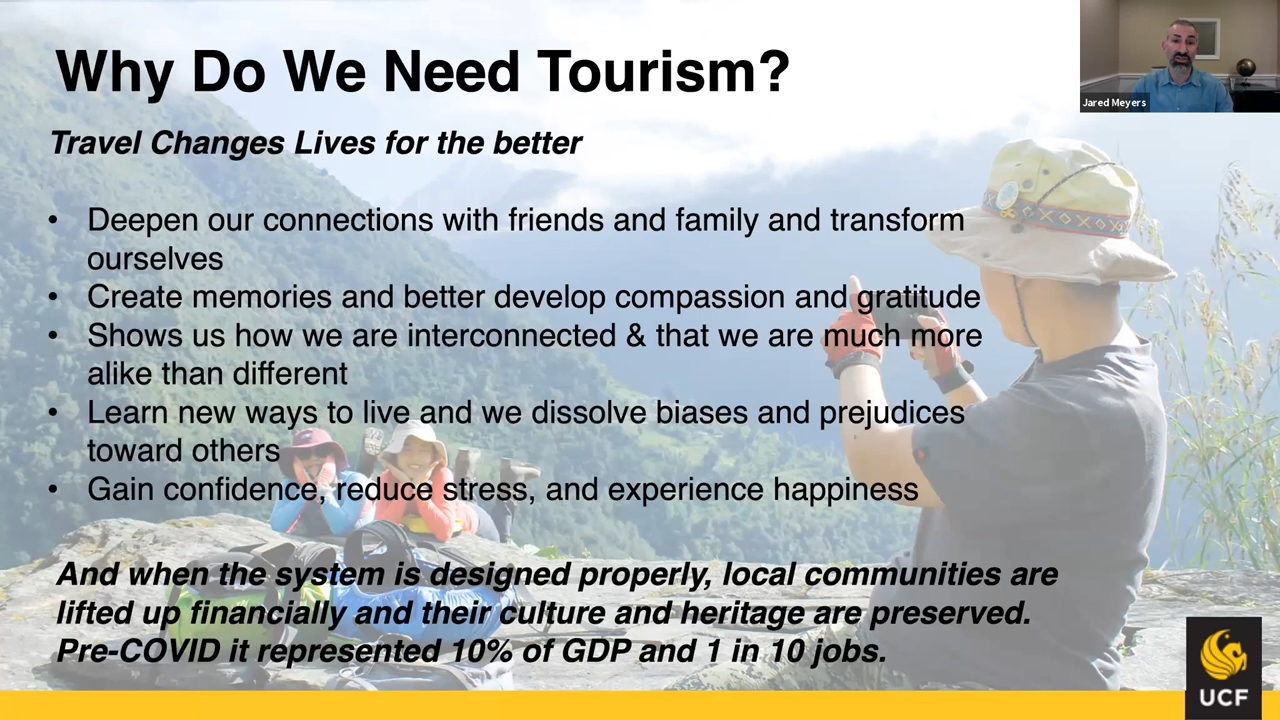 Why Do We Need Tourism?
Jared Meyers
Travel Changes Lives for the better
• Deepen our connections with friends and family and transform
ourselves
• Create memories and better develop compassion and gratitude
• Shows us how we are interconnected & that we are much more
alike than different
• Learn new ways to live and we dissolve biases and prejudices
toward others
• Gain confidence, reduce stress, and experience happiness
And when the system is designed properly, local communities are
lifted up financially and their culture and heritage are preserved.
Pre-COVID it represented 10% of GDP and 1 in 10 jobs.
UCF